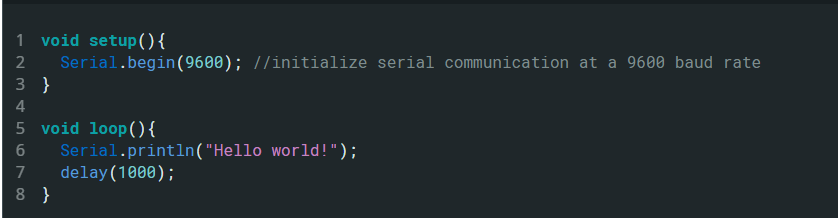 1 void setup(){
2   Serial.begin(9600); //initialize serial communication at a 9600 baud rate
3 }
4
5 void loop(){
6   Serial.println("Hello world!");
7   delay(1000);
8 }